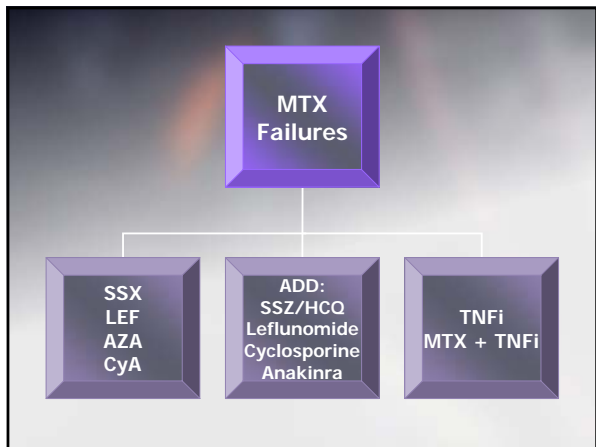 MTX
Failures
SSX
LEF
AZA
CyA
ADD:
SSZ/HCQ
Leflunomide
Cyclosporine
Anakinra
TNFi
MTX + TNFi